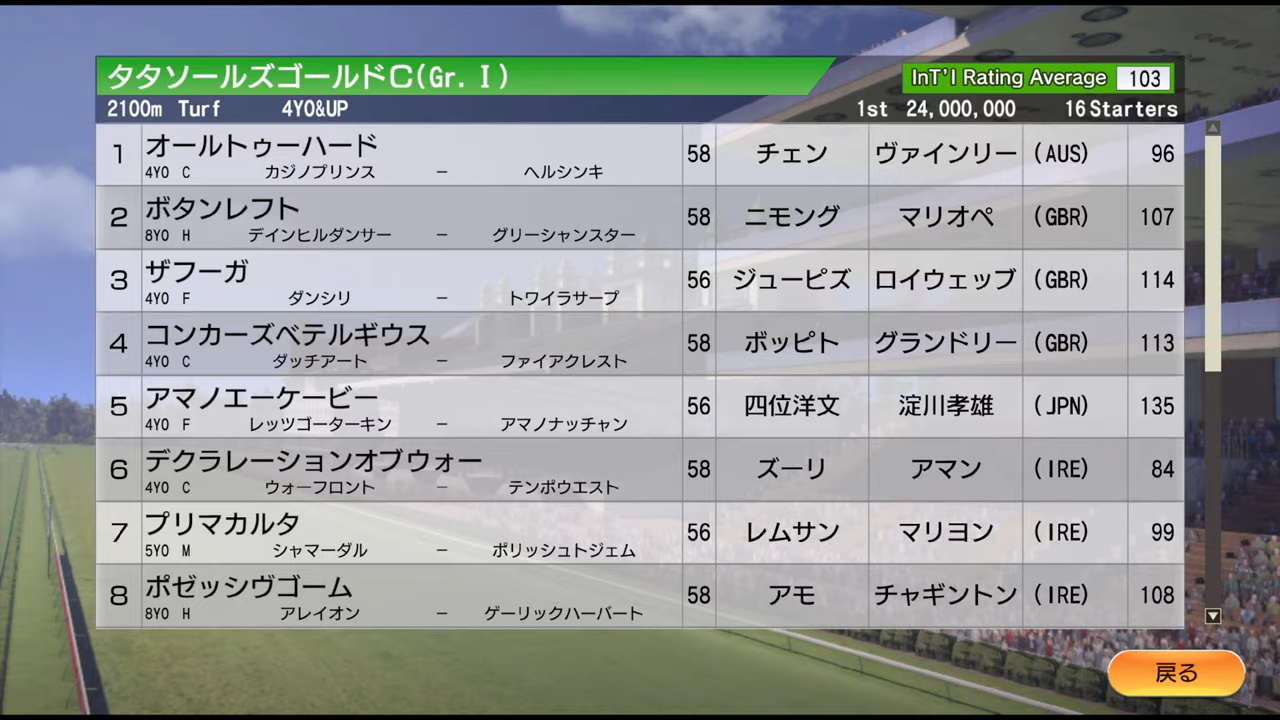 タタソールズゴールドC(Gr. I) InT'l Rating Average 103
2100m Turf 4YO&UP 1st 24,000,000 16Starters
1 オールトゥーハード 58 チェン ヴァインリー (AUS) 96
4YO C カジノプリンス － ヘルシンキ
2 ボタンレフト 58 ニモング マリオペ (GBR) 107
8YO H デインヒルダンサー － グリーシャンスター
3 ザフーガ 56 ジュービズ ロイウェッブ (GBR) 114
4YO F ダンシリ － トワイラサープ
4 コンカーズベテルギウス 58 ボッピト グランドリー (GBR) 113
4YO C ダッチアート － ファイアクレスト
5 アマノエーケービー 56 四位洋文 淀川孝雄 (JPN) 135
4YO F レッツゴーターキン － アマノナッチャン
6 デクラレーションオブウォー 58 ズーリ アマン (IRE) 84
4YO C ウォーフロント － テンポウエスト
7 プリマカルタ 56 レムサン マリヨン (IRE) 99
5YO M シャマーダル － ポリッシュトジェム
8 ポゼッシヴゴーム 58 アモ チャギントン (IRE) 108
8YO H アレイオン － ゲーリックハーバート
戻る